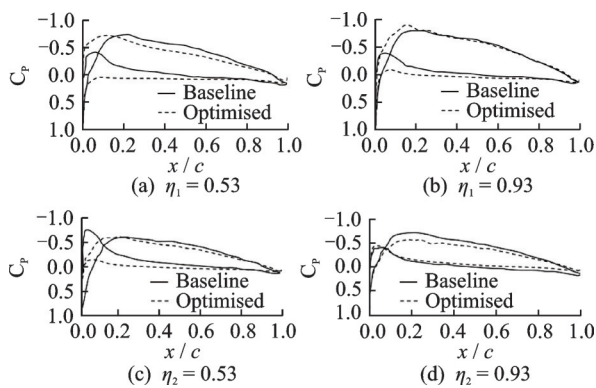 −1.0
−0.5
0.0
0.5
1.0
C_P
Baseline
Optimised
0.0 0.2 0.4 0.6 0.8 1.0
x / c
(a) η₁ = 0.53
−1.0
−0.5
0.0
0.5
1.0
C_P
Baseline
Optimised
0.0 0.2 0.4 0.6 0.8 1.0
x / c
(b) η₁ = 0.93
−1.0
−0.5
0.0
0.5
1.0
C_P
Baseline
Optimised
0.0 0.2 0.4 0.6 0.8 1.0
x / c
(c) η₂ = 0.53
−1.0
−0.5
0.0
0.5
1.0
C_P
Baseline
Optimised
0.0 0.2 0.4 0.6 0.8 1.0
x / c
(d) η₂ = 0.93